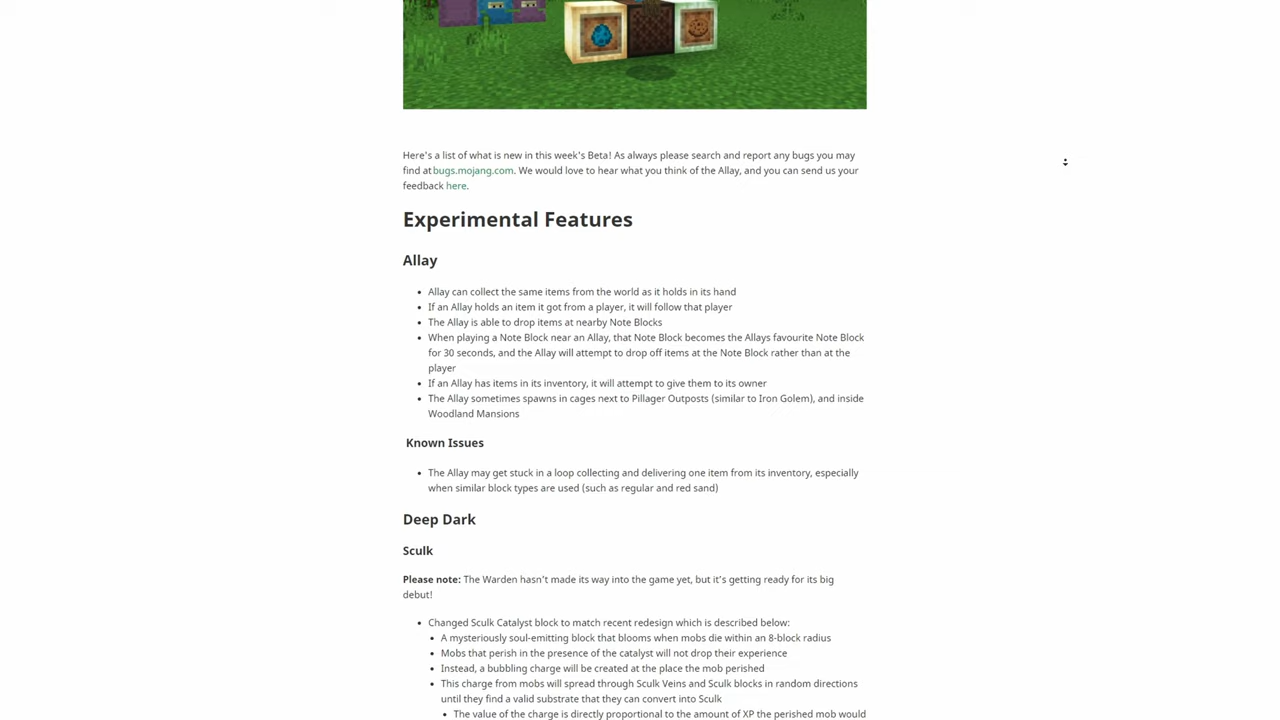 Here's a list of what is new in this week's Beta! As always please search and report any bugs you may
find at bugs.mojang.com. We would love to hear what you think of the Allay, and you can send us your
feedback here.
Experimental Features
Allay
• Allay can collect the same items from the world as it holds in its hand
• If an Allay holds an item it got from a player, it will follow that player
• The Allay is able to drop items at nearby Note Blocks
• When playing a Note Block near an Allay, that Note Block becomes the Allays favourite Note Block
for 30 seconds, and the Allay will attempt to drop off items at the Note Block rather than at the
player
• If an Allay has items in its inventory, it will attempt to give them to its owner
• The Allay sometimes spawns in cages next to Pillager Outposts (similar to Iron Golem), and inside
Woodland Mansions
Known Issues
• The Allay may get stuck in a loop collecting and delivering one item from its inventory, especially
when similar block types are used (such as regular and red sand)
Deep Dark
Sculk
Please note: The Warden hasn't made its way into the game yet, but it's getting ready for its big
debut!
• Changed Sculk Catalyst block to match recent redesign which is described below:
• A mysteriously soul-emitting block that blooms when mobs die within an 8-block radius
• Mobs that perish in the presence of the catalyst will not drop their experience
• Instead, a bubbling charge will be created at the place the mob perished
• This charge from mobs will spread through Sculk Veins and Sculk blocks in random directions
until they find a valid substrate that they can convert into Sculk
• The value of the charge is directly proportional to the amount of XP the perished mob would